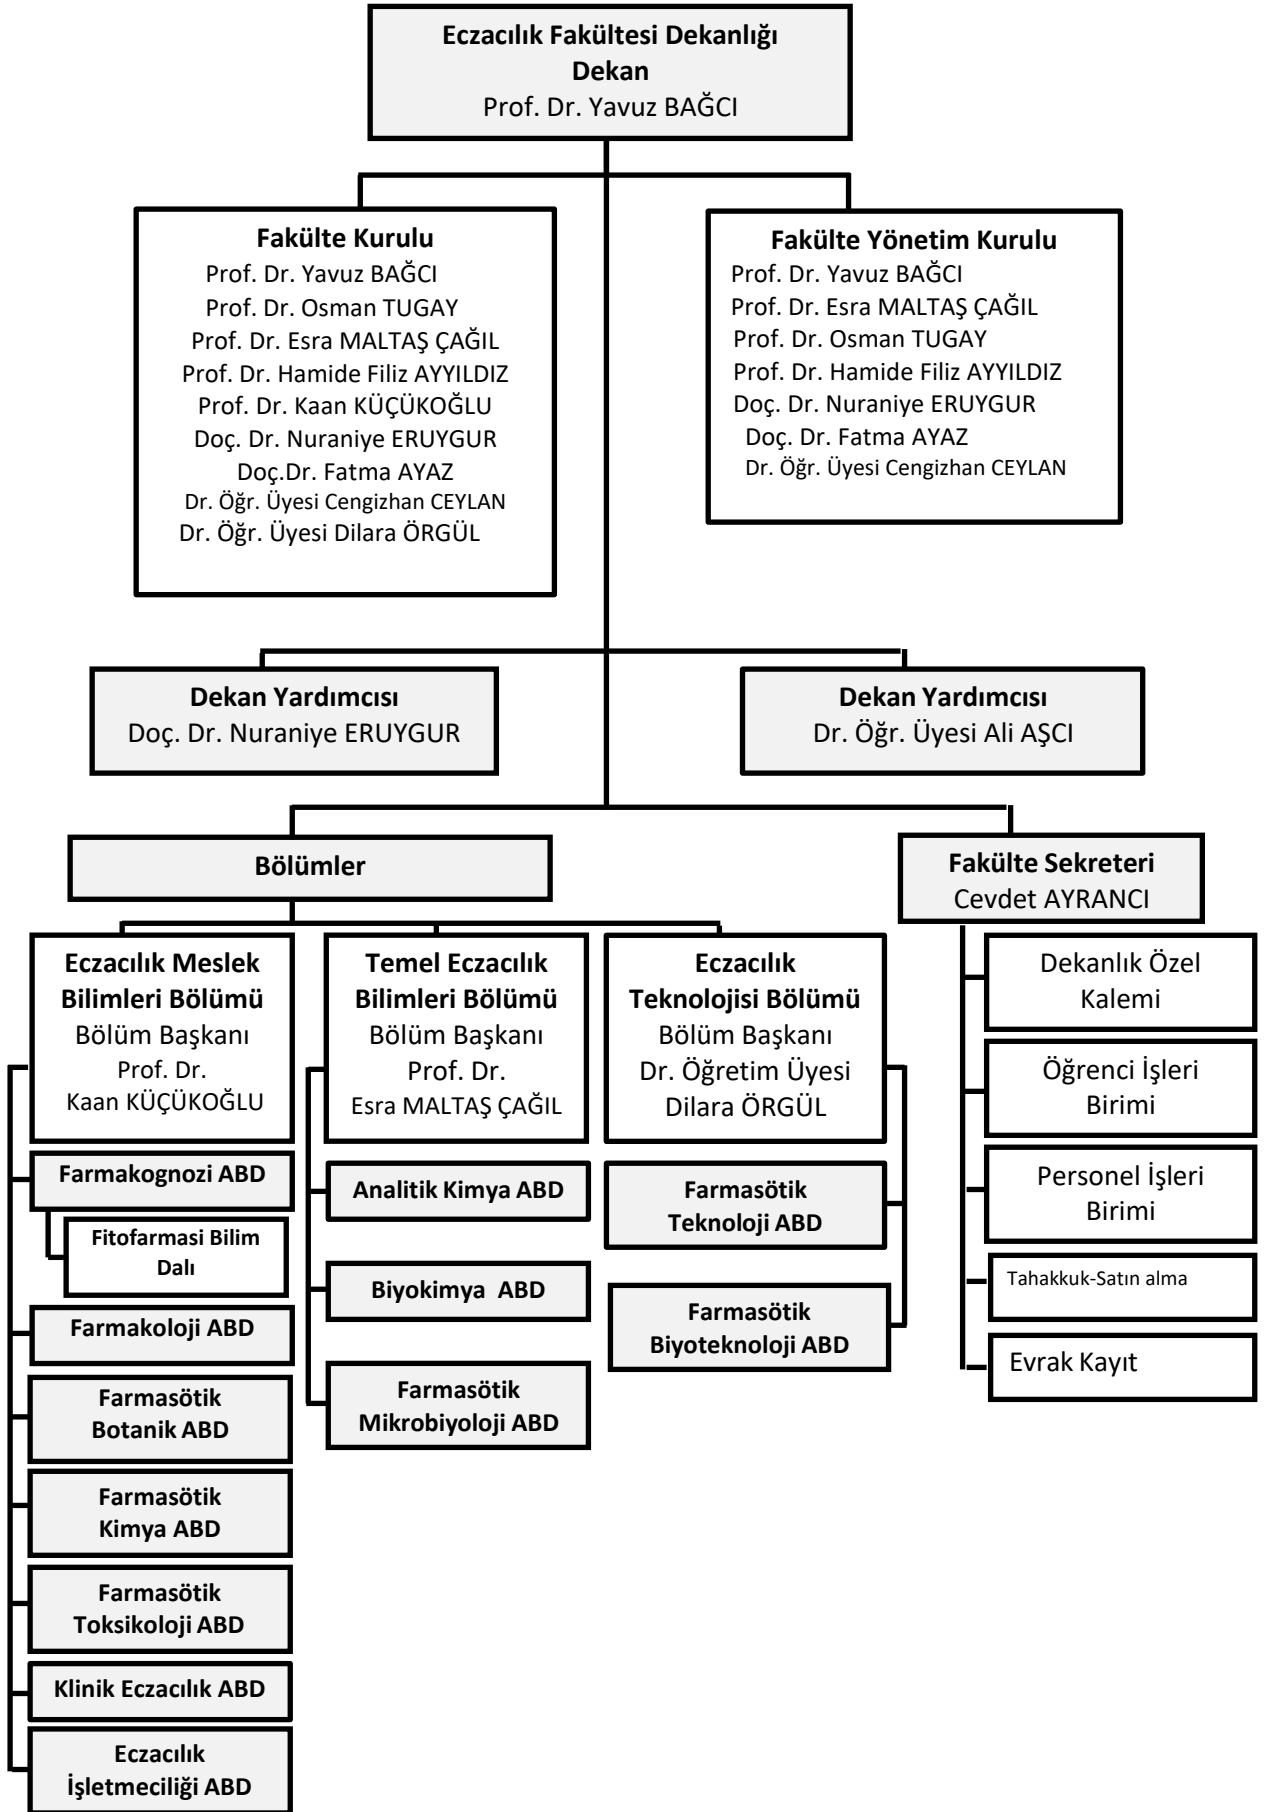 Eczacılık Fakültesi Dekanlığı
Dekan
Prof. Dr. Yavuz BAĞCI
Fakülte Kurulu
Prof. Dr. Yavuz BAĞCI
Prof. Dr. Osman TUGAY
Prof. Dr. Esra MALTAŞ ÇAĞIL
Prof. Dr. Hamide Filiz AYYILDIZ
Prof. Dr. Kaan KÜÇÜKOĞLU
Doç. Dr. Nuraniye ERUYGUR
Doç.Dr. Fatma AYAZ
Dr. Öğr. Üyesi Cengizhan CEYLAN
Dr. Öğr. Üyesi Dilara ÖRGÜL
Fakülte Yönetim Kurulu
Prof. Dr. Yavuz BAĞCI
Prof. Dr. Esra MALTAŞ ÇAĞIL
Prof. Dr. Osman TUGAY
Prof. Dr. Hamide Filiz AYYILDIZ
Doç. Dr. Nuraniye ERUYGUR
Doç. Dr. Fatma AYAZ
Dr. Öğr. Üyesi Cengizhan CEYLAN
Dekan Yardımcısı
Doç. Dr. Nuraniye ERUYGUR
Dekan Yardımcısı
Dr. Öğr. Üyesi Ali AŞCI
Bölümler
Fakülte Sekreteri
Cevdet AYRANCI
Eczacılık Meslek
Bilimleri Bölümü
Bölüm Başkanı
Prof. Dr.
Kaan KÜÇÜKOĞLU
Farmakognozi ABD
Fitofarmasi Bilim
Dalı
Farmakoloji ABD
Farmasötik
Botanik ABD
Farmasötik
Kimya ABD
Farmasötik
Toksikoloji ABD
Klinik Eczacılık ABD
Eczacılık
İşletmeciliği ABD
Temel Eczacılık
Bilimleri Bölümü
Bölüm Başkanı
Prof. Dr.
Esra MALTAŞ ÇAĞIL
Analitik Kimya ABD
Biyokimya ABD
Farmasötik
Mikrobiyoloji ABD
Eczacılık
Teknolojisi Bölümü
Bölüm Başkanı
Dr. Öğretim Üyesi
Dilara ÖRGÜL
Farmasötik
Teknoloji ABD
Farmasötik
Biyoteknoloji ABD
Dekanlık Özel
Kalemi
Öğrenci İşleri
Birimi
Personel İşleri
Birimi
Tahakkuk-Satın alma
Evrak Kayıt